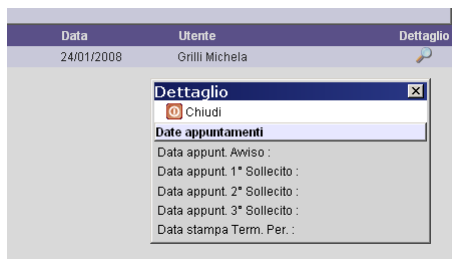 Data Utente Dettaglio
24/01/2008 Grilli Michela
Dettaglio
Chiudi
Date appuntamenti
Data appunt. Avviso :
Data appunt. 1° Sollecito :
Data appunt. 2° Sollecito :
Data appunt. 3° Sollecito :
Data stampa Term. Per. :